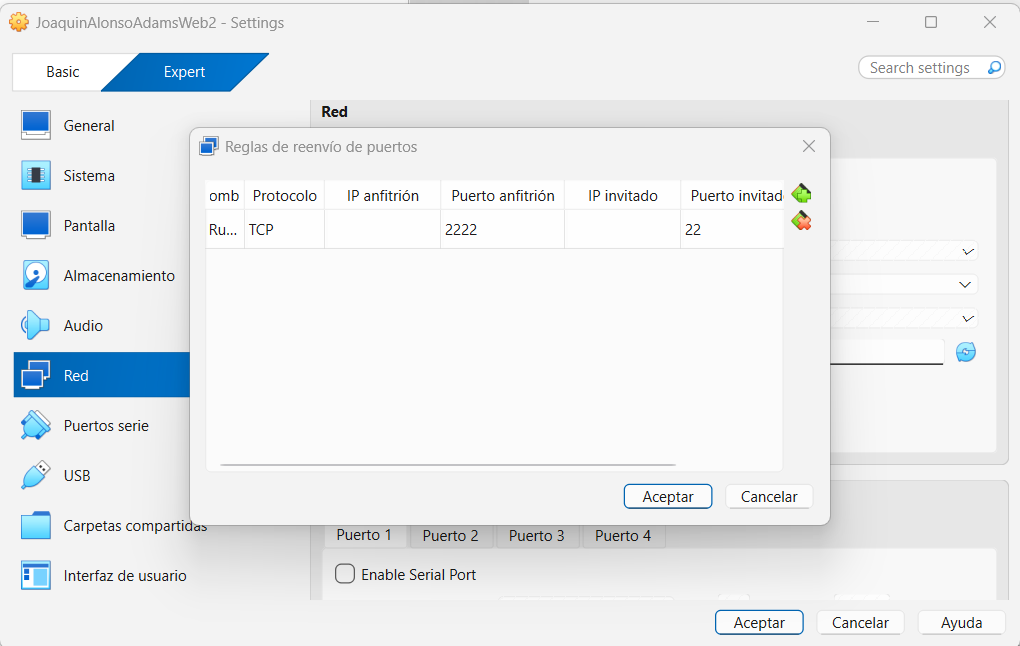 JoaquinAlonsoAdamsWeb2 - Settings
Basic
Expert
Search settings
General
Sistema
Pantalla
Almacenamiento
Audio
Red
Puertos serie
USB
Carpetas compartidas
Interfaz de usuario
Red
Reglas de reenvío de puertos
omb Protocolo IP anfitrión Puerto anfitrión IP invitado Puerto invitad
Ru... TCP 2222 22
Aceptar Cancelar
Puerto 1 Puerto 2 Puerto 3 Puerto 4
Enable Serial Port
Aceptar Cancelar Ayuda